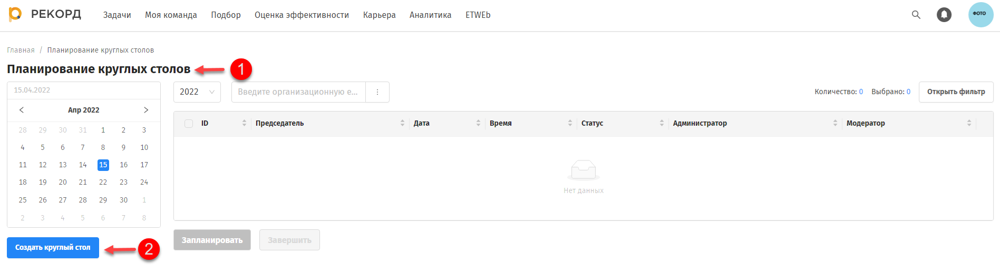 РЕКОРД Задачи Моя команда Подбор Оценка эффективности Карьера Аналитика ETWEb ФОТО
Главная / Планирование круглых столов
Планирование круглых столов 1
15.04.2022 2022 Введите организационную е... Количество: 0 Выбрано: 0 Открыть фильтр
Апр 2022
ID Председатель Дата Время Статус Администратор Модератор
28 29 30 31 1 2 3
4 5 6 7 8 9 10
11 12 13 14 15 16 17
18 19 20 21 22 23 24
Нет данных
25 26 27 28 29 30 1
2 3 4 5 6 7 8
Запланировать Завершить
Создать круглый стол 2